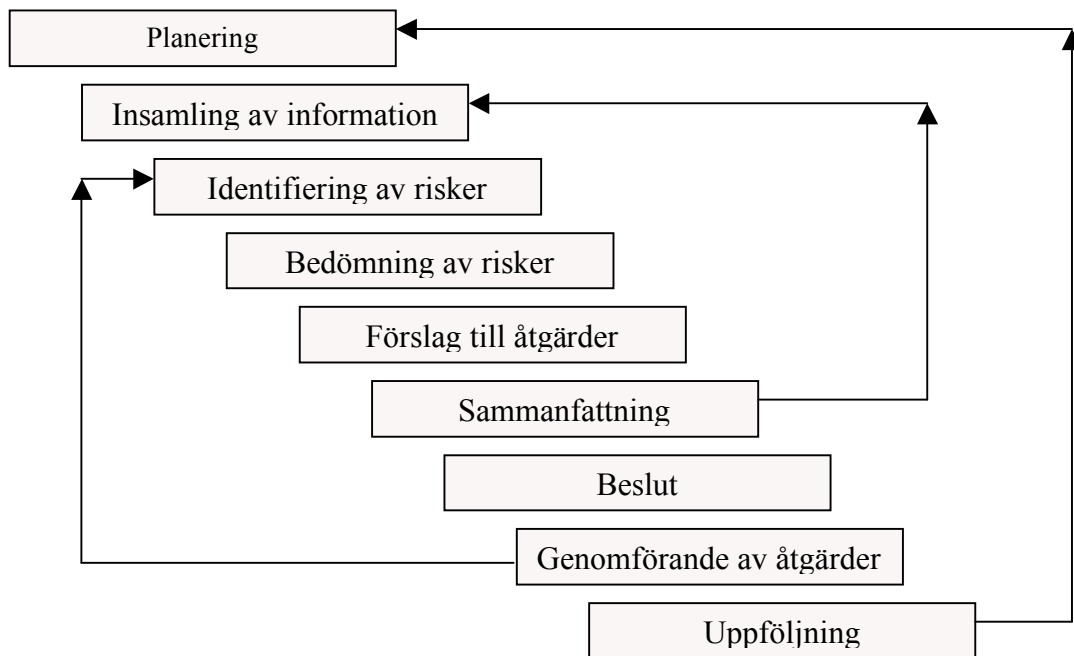 Planering
Insamling av information
Identifiering av risker
Bedömning av risker
Förslag till åtgärder
Sammanfattning
Beslut
Genomförande av åtgärder
Uppföljning